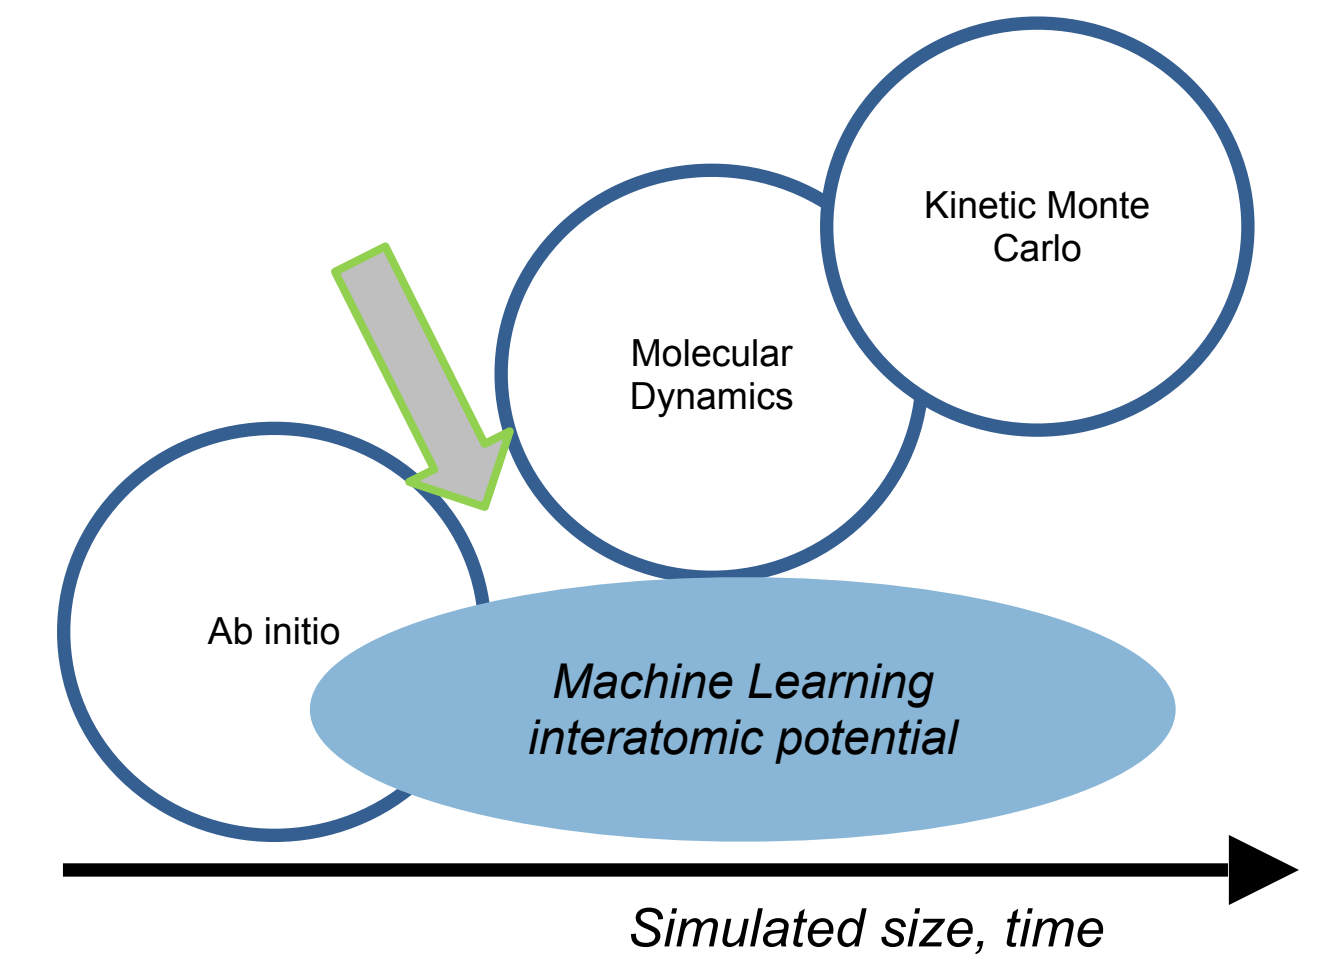 Kinetic Monte
Carlo
Molecular
Dynamics
Ab initio
Machine Learning
interatomic potential
Simulated size, time